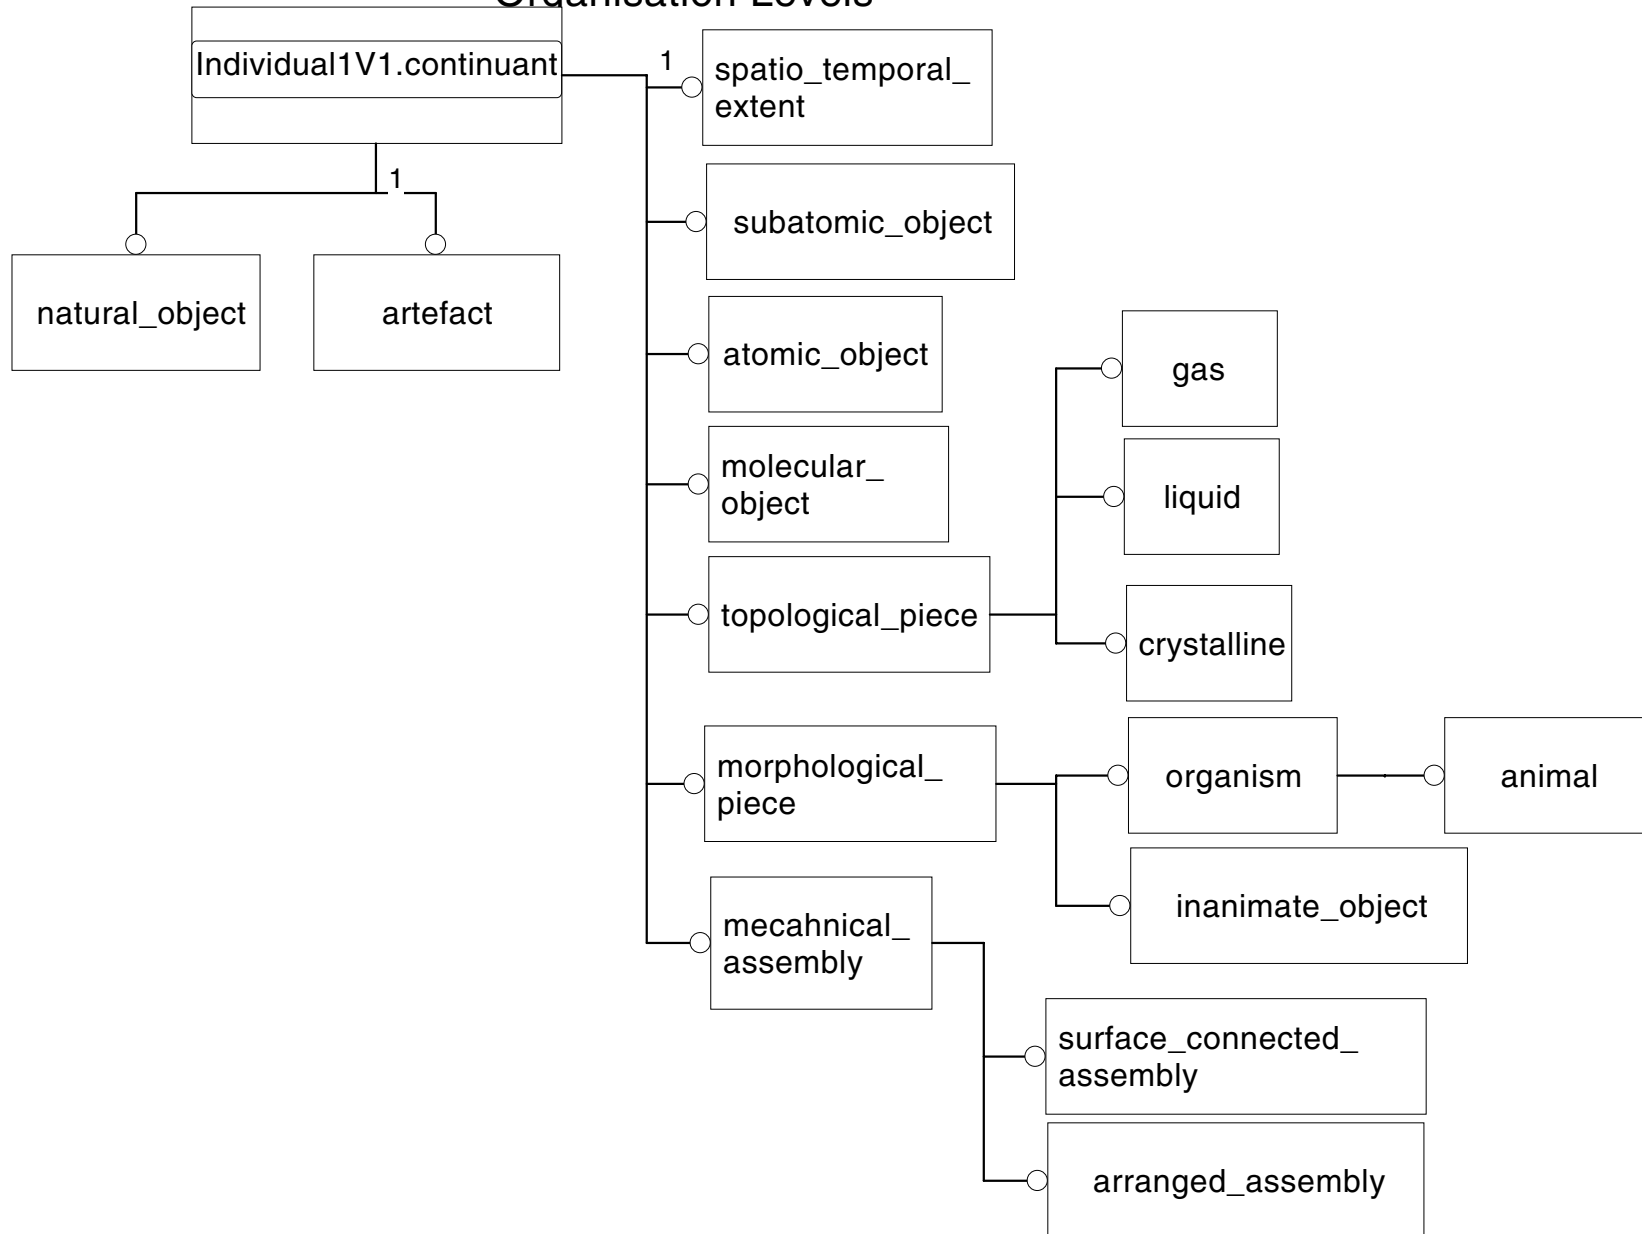 Organisation Levels
Individual1V1.continuant
1
spatio_temporal_
extent
subatomic_object
1
natural_object
artefact
atomic_object
gas
molecular_
object
liquid
topological_piece
crystalline
morphological_
piece
organism
animal
inanimate_object
mecahnical_
assembly
surface_connected_
assembly
arranged_assembly